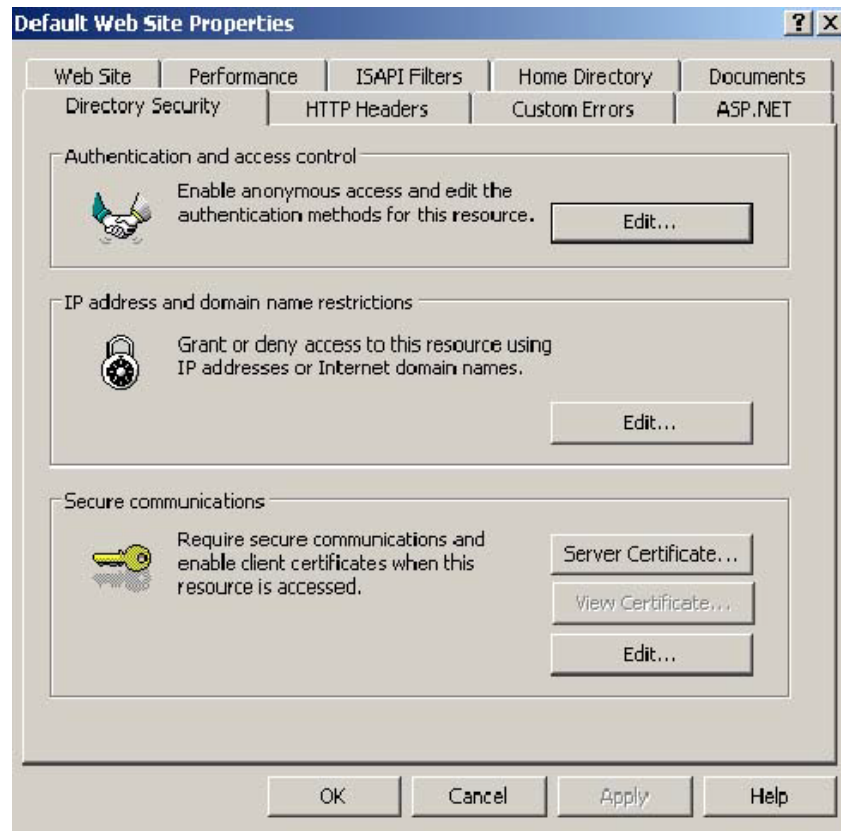 Default Web Site Properties
? X
Web Site Performance ISAPI Filters Home Directory Documents
Directory Security HTTP Headers Custom Errors ASP.NET
Authentication and access control
Enable anonymous access and edit the
authentication methods for this resource.
Edit...
IP address and domain name restrictions
Grant or deny access to this resource using
IP addresses or Internet domain names.
Edit...
Secure communications
Require secure communications and
enable client certificates when this
resource is accessed.
Server Certificate...
View Certificate...
Edit...
OK Cancel Apply Help